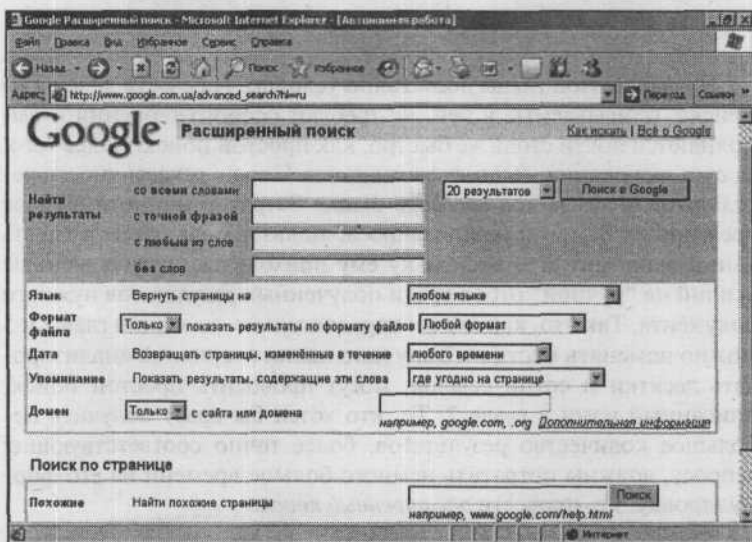 Google Расширенный поиск - Microsoft Internet Explorer - [Автономная работа]
Файл Правка Вид Избранное Сервис Справка
Назад Поиск Избранное
Адрес: http://www.google.com.ua/advanced_search?hl=ru Переход Ссылки »
Google Расширенный поиск Как искать | Всё о Google
Найти результаты
со всеми словами 20 результатов Поиск в Google
с точной фразой
с любым из слов
без слов
Язык Вернуть страницы на любом языке
Формат файла Только показать результаты по формату файлов Любой формат
Дата Возвращать страницы, изменённые в течение любого времени
Упоминание Показать результаты, содержащие эти слова где угодно на странице
Домен Только с сайта или домена
например, google.com, .org Дополнительная информация
Поиск по странице
Похожие Найти похожие страницы Поиск
например, www.google.com/help.html
Интернет